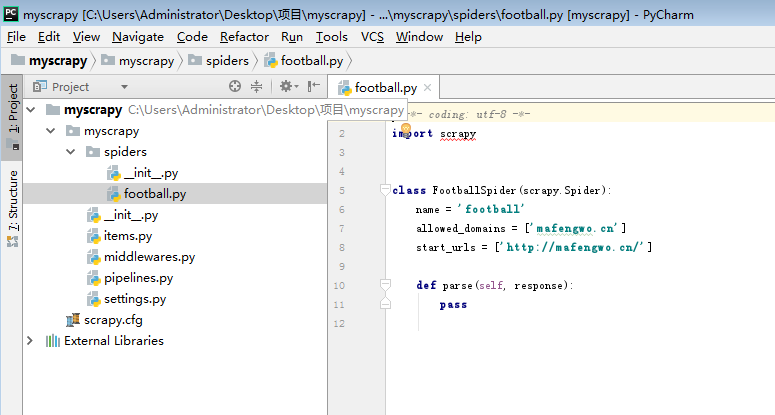 myscrapy [C:\Users\Administrator\Desktop\项目\myscrapy] - ...\myscrapy\spiders\football.py [myscrapy] - PyCharm
File Edit View Navigate Code Refactor Run Tools VCS Window Help
myscrapy myscrapy spiders football.py
1: Project
7: Structure
Project
myscrapy C:\Users\Administrator\Desktop\项目\myscrapy
myscrapy
spiders
__init__.py
football.py
__init__.py
items.py
middlewares.py
pipelines.py
settings.py
scrapy.cfg
External Libraries
football.py
-*- coding: utf-8 -*-
2 import scrapy
3
4
5 class FootballSpider(scrapy.Spider):
6 name = 'football'
7 allowed_domains = ['mafengwo.cn']
8 start_urls = ['http://mafengwo.cn/']
9
10 def parse(self, response):
11 pass
12